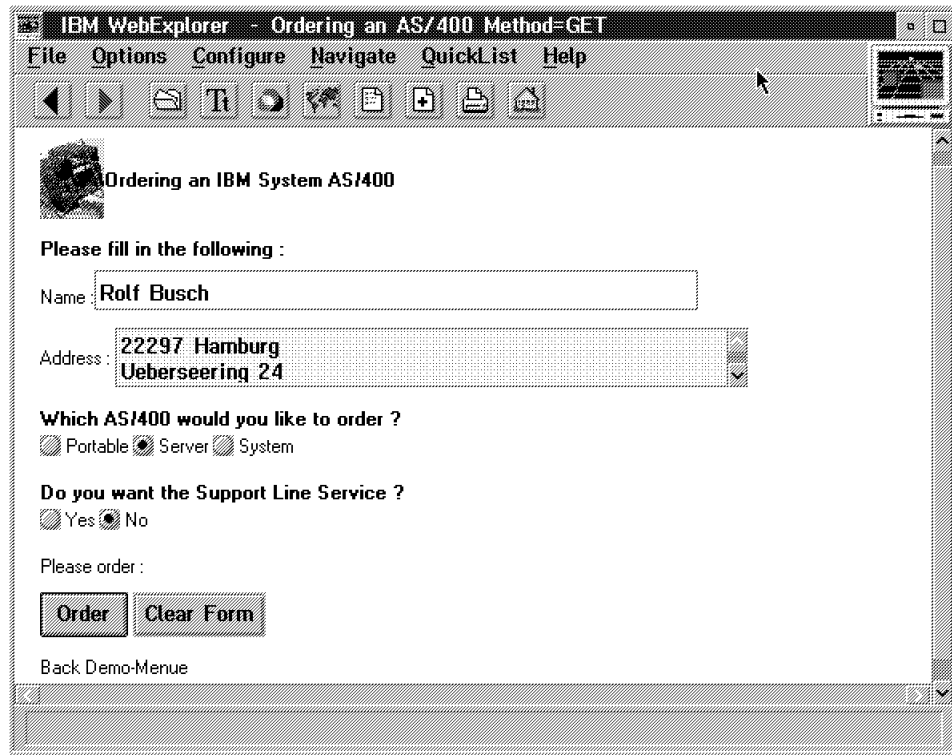 IBM WebExplorer - Ordering an AS/400 Method=GET
File Options Configure Navigate QuickList Help
Tt
Ordering an IBM System AS/400
Please fill in the following :
Name : Rolf Busch
Address : 22297 Hamburg
Ueberseering 24
Which AS/400 would you like to order ?
Portable Server System
Do you want the Support Line Service ?
Yes No
Please order :
Order Clear Form
Back Demo-Menue